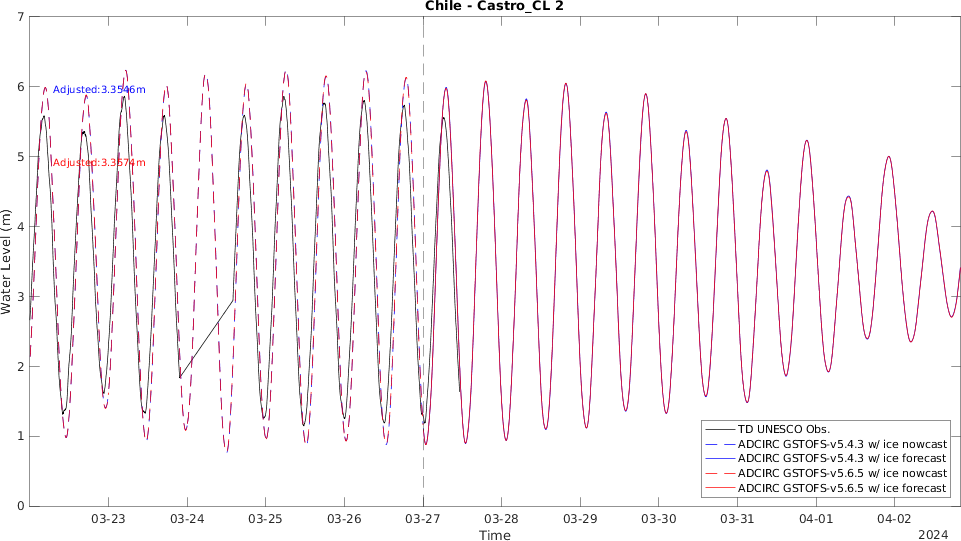 Chile - Castro_CL 2
7
6
5
4
3
2
1
0
Water Level (m)
Adjusted:3.3546m
Adjusted:3.3574m
TD UNESCO Obs.
ADCIRC GSTOFS-v5.4.3 w/ ice nowcast
ADCIRC GSTOFS-v5.4.3 w/ ice forecast
ADCIRC GSTOFS-v5.6.5 w/ ice nowcast
ADCIRC GSTOFS-v5.6.5 w/ ice forecast
03-23 03-24 03-25 03-26 03-27 03-28 03-29 03-30 03-31 04-01 04-02
Time
2024